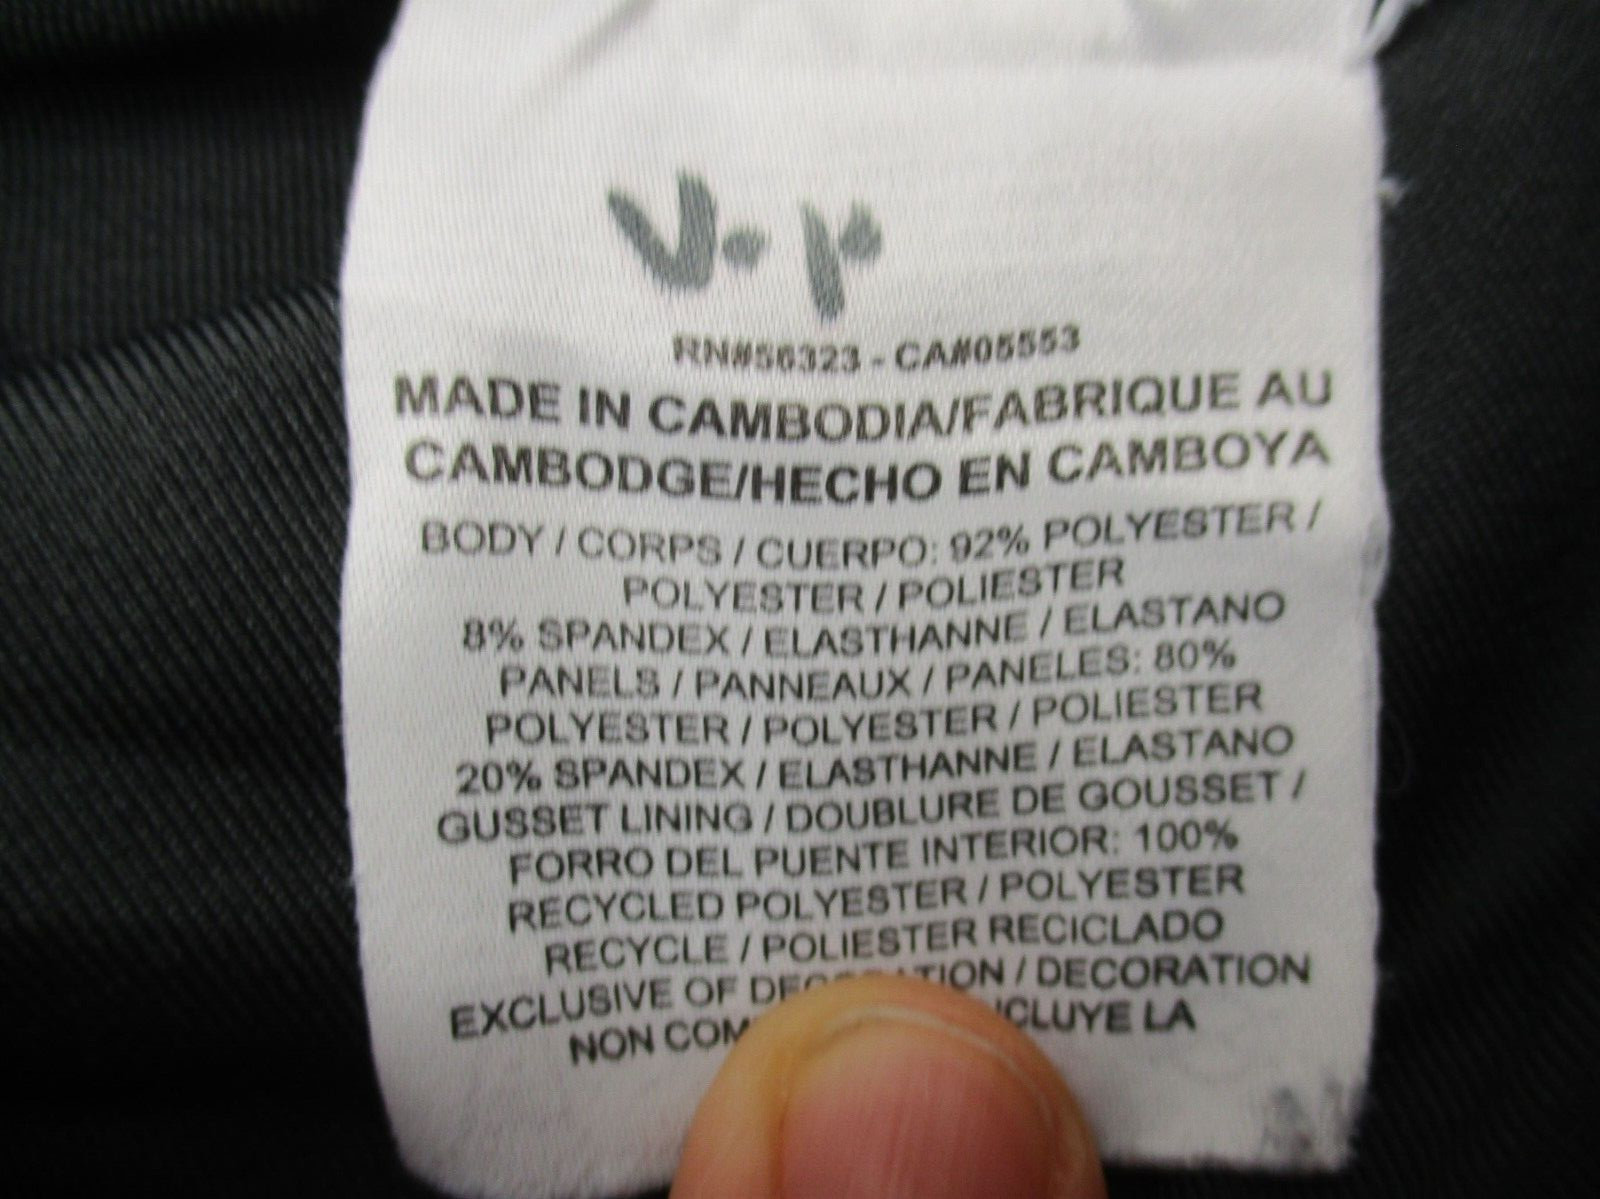 V.r
RN#56323 - CA#05553
MADE IN CAMBODIA/FABRIQUE AU
CAMBODGE/HECHO EN CAMBOYA
BODY / CORPS / CUERPO: 92% POLYESTER /
POLYESTER / POLIESTER
8% SPANDEX / ELASTHANNE / ELASTANO
PANELS / PANNEAUX / PANELES: 80%
POLYESTER / POLYESTER / POLIESTER
20% SPANDEX / ELASTHANNE / ELASTANO
GUSSET LINING / DOUBLURE DE GOUSSET /
FORRO DEL PUENTE INTERIOR: 100%
RECYCLED POLYESTER / POLYESTER
RECYCLE / POLIESTER RECICLADO
EXCLUSIVE OF / DECORATION
NON LA